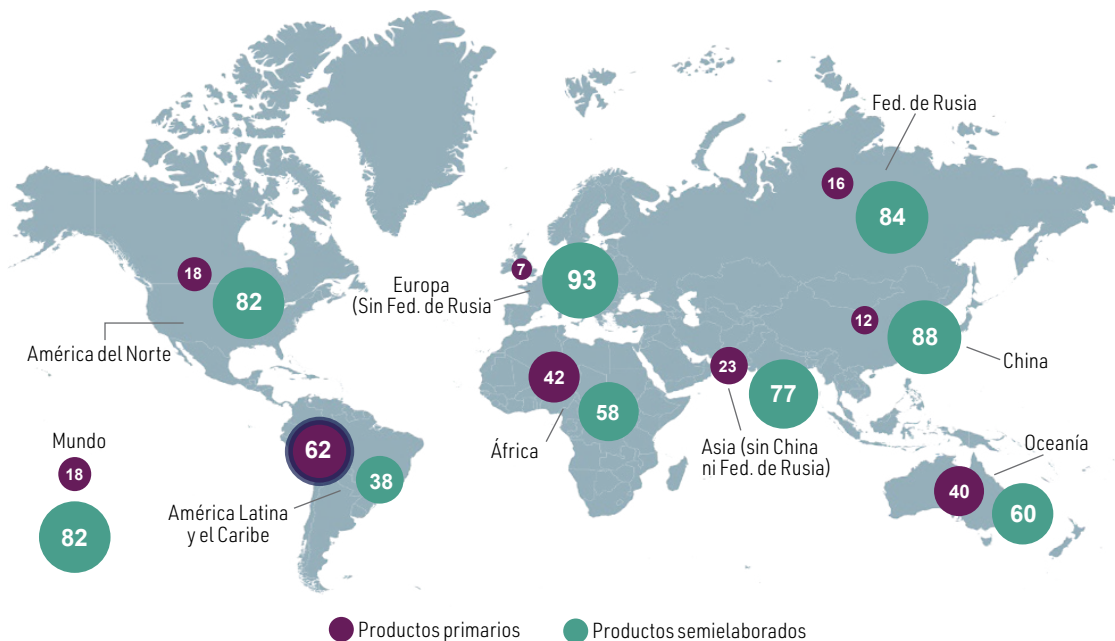 Fed. de Rusia
16
84
18
82
América del Norte
7
93
Europa
(Sin Fed. de Rusia
12
88
China
42
58
África
23
77
Asia (sin China
ni Fed. de Rusia)
62
38
América Latina
y el Caribe
Oceanía
40
60
Mundo
18
82
Productos primarios
Productos semielaborados